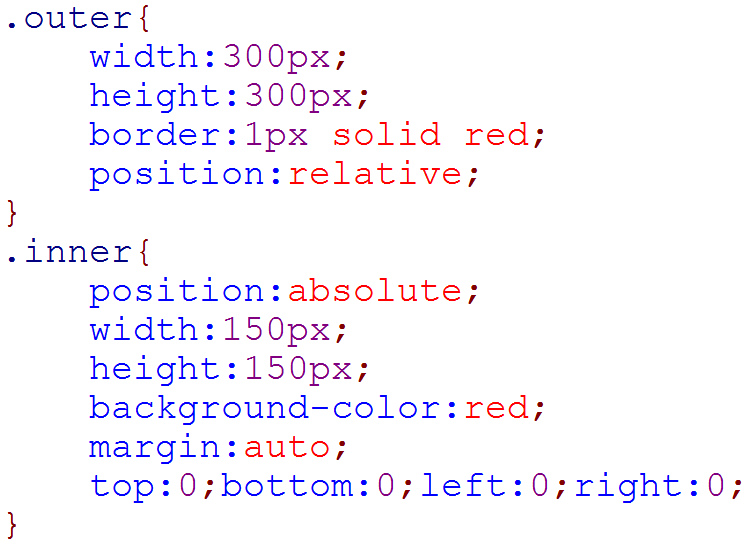 .outer{
    width:300px;
    height:300px;
    border:1px solid red;
    position:relative;
}
.inner{
    position:absolute;
    width:150px;
    height:150px;
    background-color:red;
    margin:auto;
    top:0;bottom:0;left:0;right:0;
}